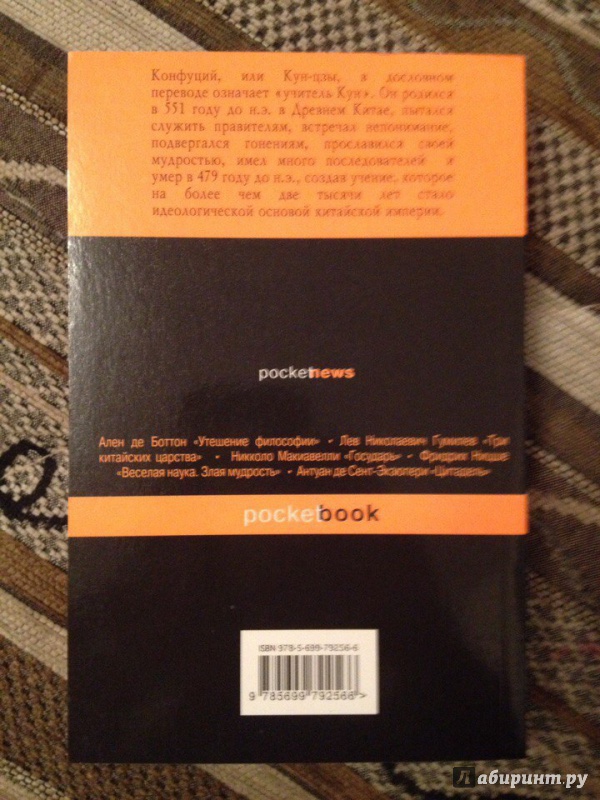 Конфуций, или Кун-цзы, в дословном
переводе означает «учитель Кун». Он родился
в 551 году до н.э. в Древнем Китае, пытался
служить правителям, встречал непонимание,
подвергался гонениям, прославился своей
мудростью, имел много последователей и
умер в 479 году до н.э., создав учение, которое
на более чем две тысячи лет стало
идеологической основой китайской империи.
pocketnews
Ален де Боттон «Утешение философии» • Лев Николаевич Гумилев «Три
китайских царства» • Никколо Макиавелли «Государь» • Фридрих Ницше
«Веселая наука. Злая мудрость» • Антуан де Сент-Экзюпери «Цитадель»
pocketbook
ISBN 978-5-699-79256-6
9 785699 792566 >
лабиринт.ру